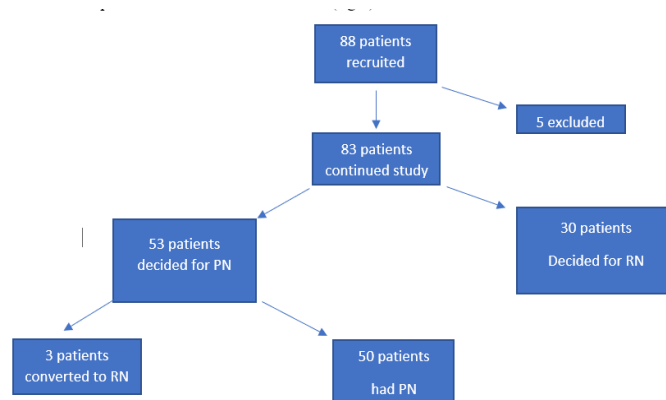 88 patients
recruited
5 excluded
83 patients
continued study
53 patients
decided for PN
30 patients
Decided for RN
3 patients
converted to RN
50 patients
had PN